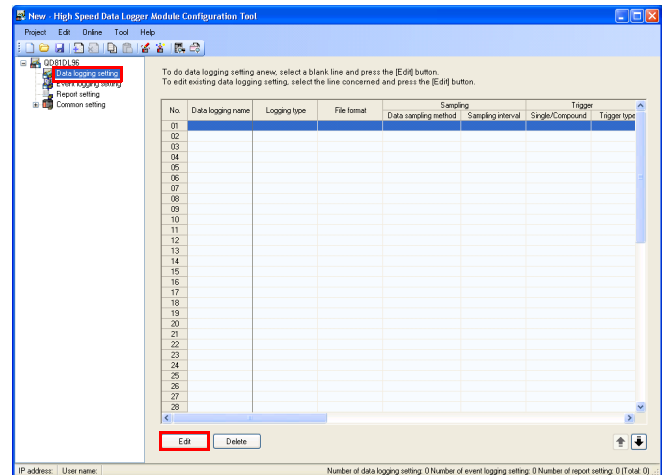 New - High Speed Data Logger Module Configuration Tool
Project Edit Online Tool Help
QD81DL96
Data logging setting
Event logging setting
Report setting
Common setting
To do data logging setting anew, select a blank line and press the [Edit] button.
To edit existing data logging setting, select the line concerned and press the [Edit] button.
No. Data logging name Logging type File format Sampling Trigger
Data sampling method Sampling interval Single/Compound Trigger type
01
02
03
04
05
06
07
08
09
10
11
12
13
14
15
16
17
18
19
20
21
22
23
24
25
26
27
28
Edit Delete
IP address: User name: Number of data logging setting: 0 Number of event logging setting: 0 Number of report setting: 0 (Total: 0)